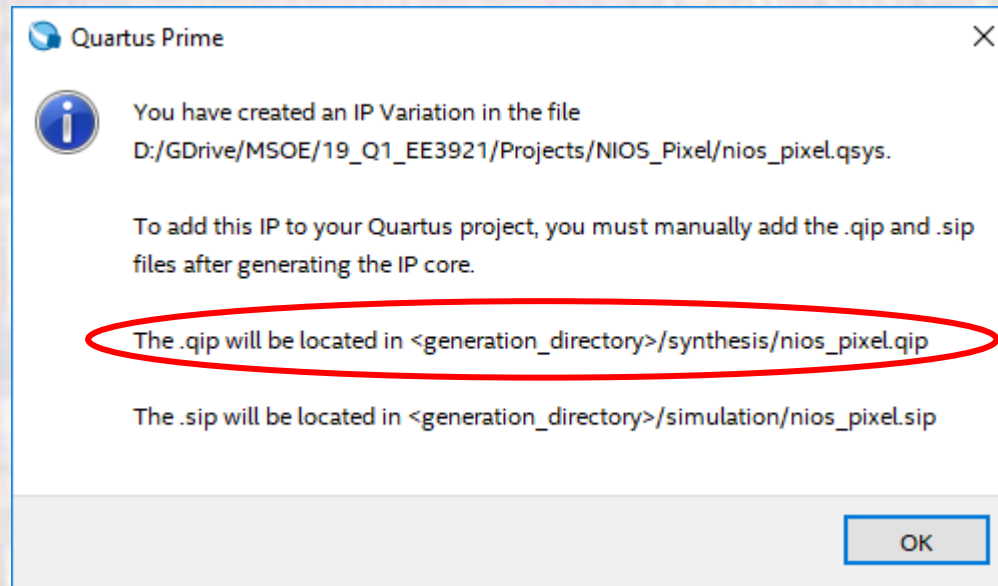 Quartus Prime
You have created an IP Variation in the file
D:/GDrive/MSOE/19_Q1_EE3921/Projects/NIOS_Pixel/nios_pixel.qsys.
To add this IP to your Quartus project, you must manually add the .qip and .sip
files after generating the IP core.
The .qip will be located in <generation_directory>/synthesis/nios_pixel.qip
The .sip will be located in <generation_directory>/simulation/nios_pixel.sip
OK